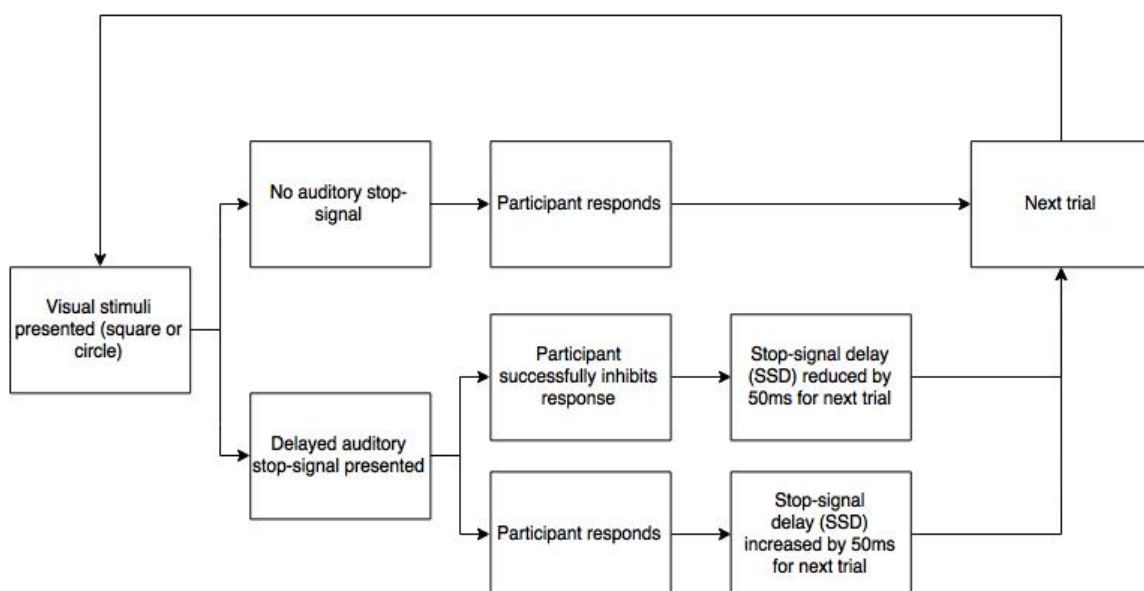 No auditory stop-
signal
Participant responds
Next trial
Visual stimuli
presented (square or
circle)
Participant
successfully inhibits
response
Stop-signal delay
(SSD) reduced by
50ms for next trial
Delayed auditory
stop-signal presented
Participant responds
Stop-signal
delay (SSD)
increased by 50ms
for next trial